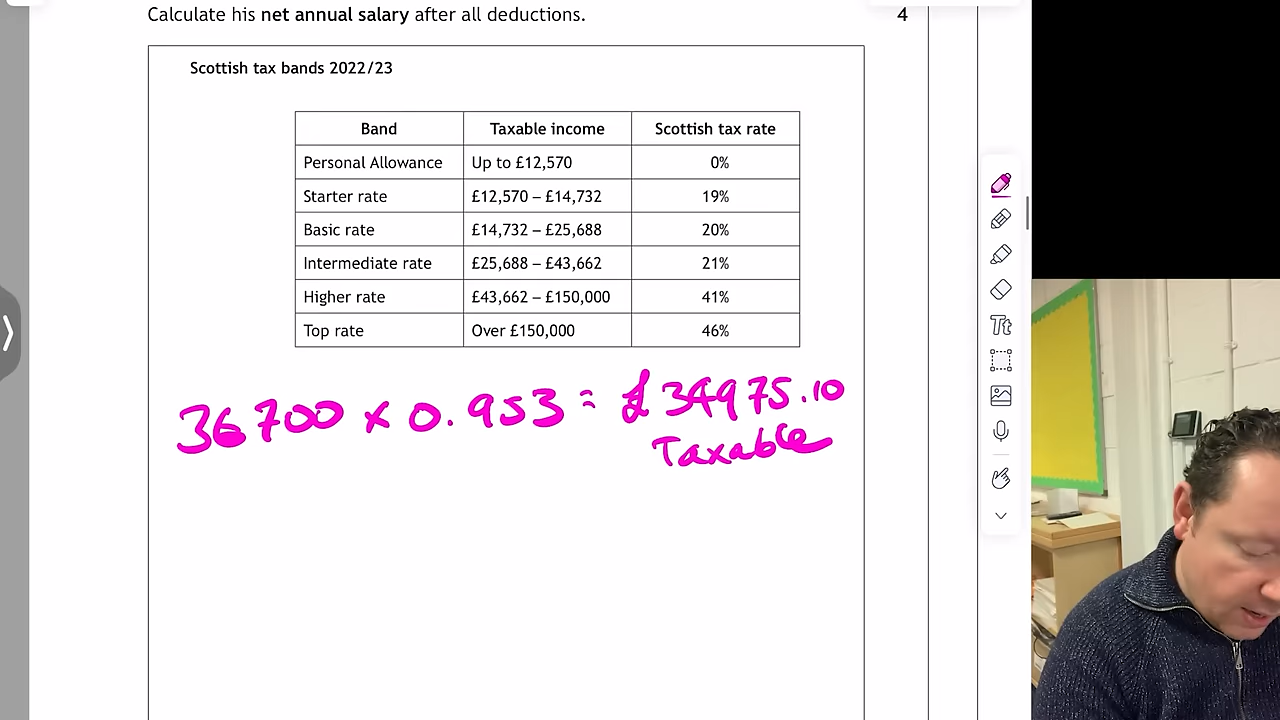 Calculate his net annual salary after all deductions. 4
Scottish tax bands 2022/23
Band Taxable income Scottish tax rate
Personal Allowance Up to £12,570 0%
Starter rate £12,570 – £14,732 19%
Basic rate £14,732 – £25,688 20%
Intermediate rate £25,688 – £43,662 21%
Higher rate £43,662 – £150,000 41%
Top rate Over £150,000 46%
36700 × 0.953 = £34975.10
Taxable
Tt